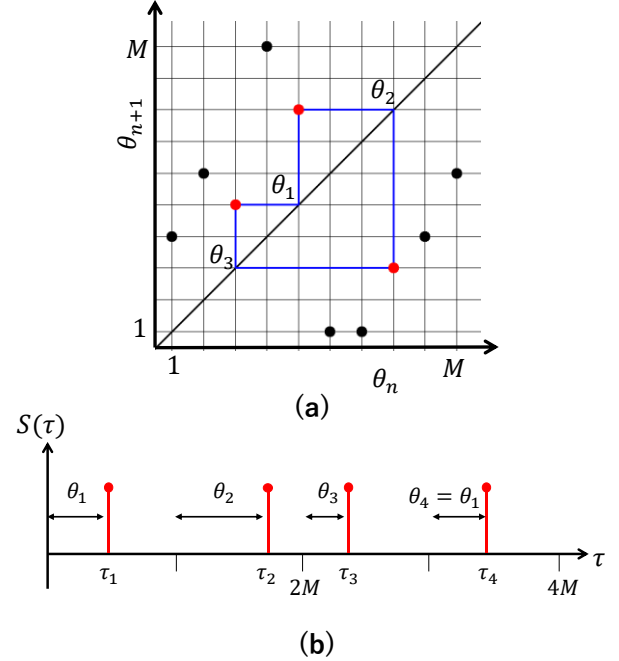 M
θ₂
θₙ₊₁
θ₁
θ₃
1
1
θₙ
M
(a)
S(τ)
θ₁
θ₂
θ₃
θ₄ = θ₁
τ₁
τ₂
τ₃
τ₄
τ
2M
4M
(b)